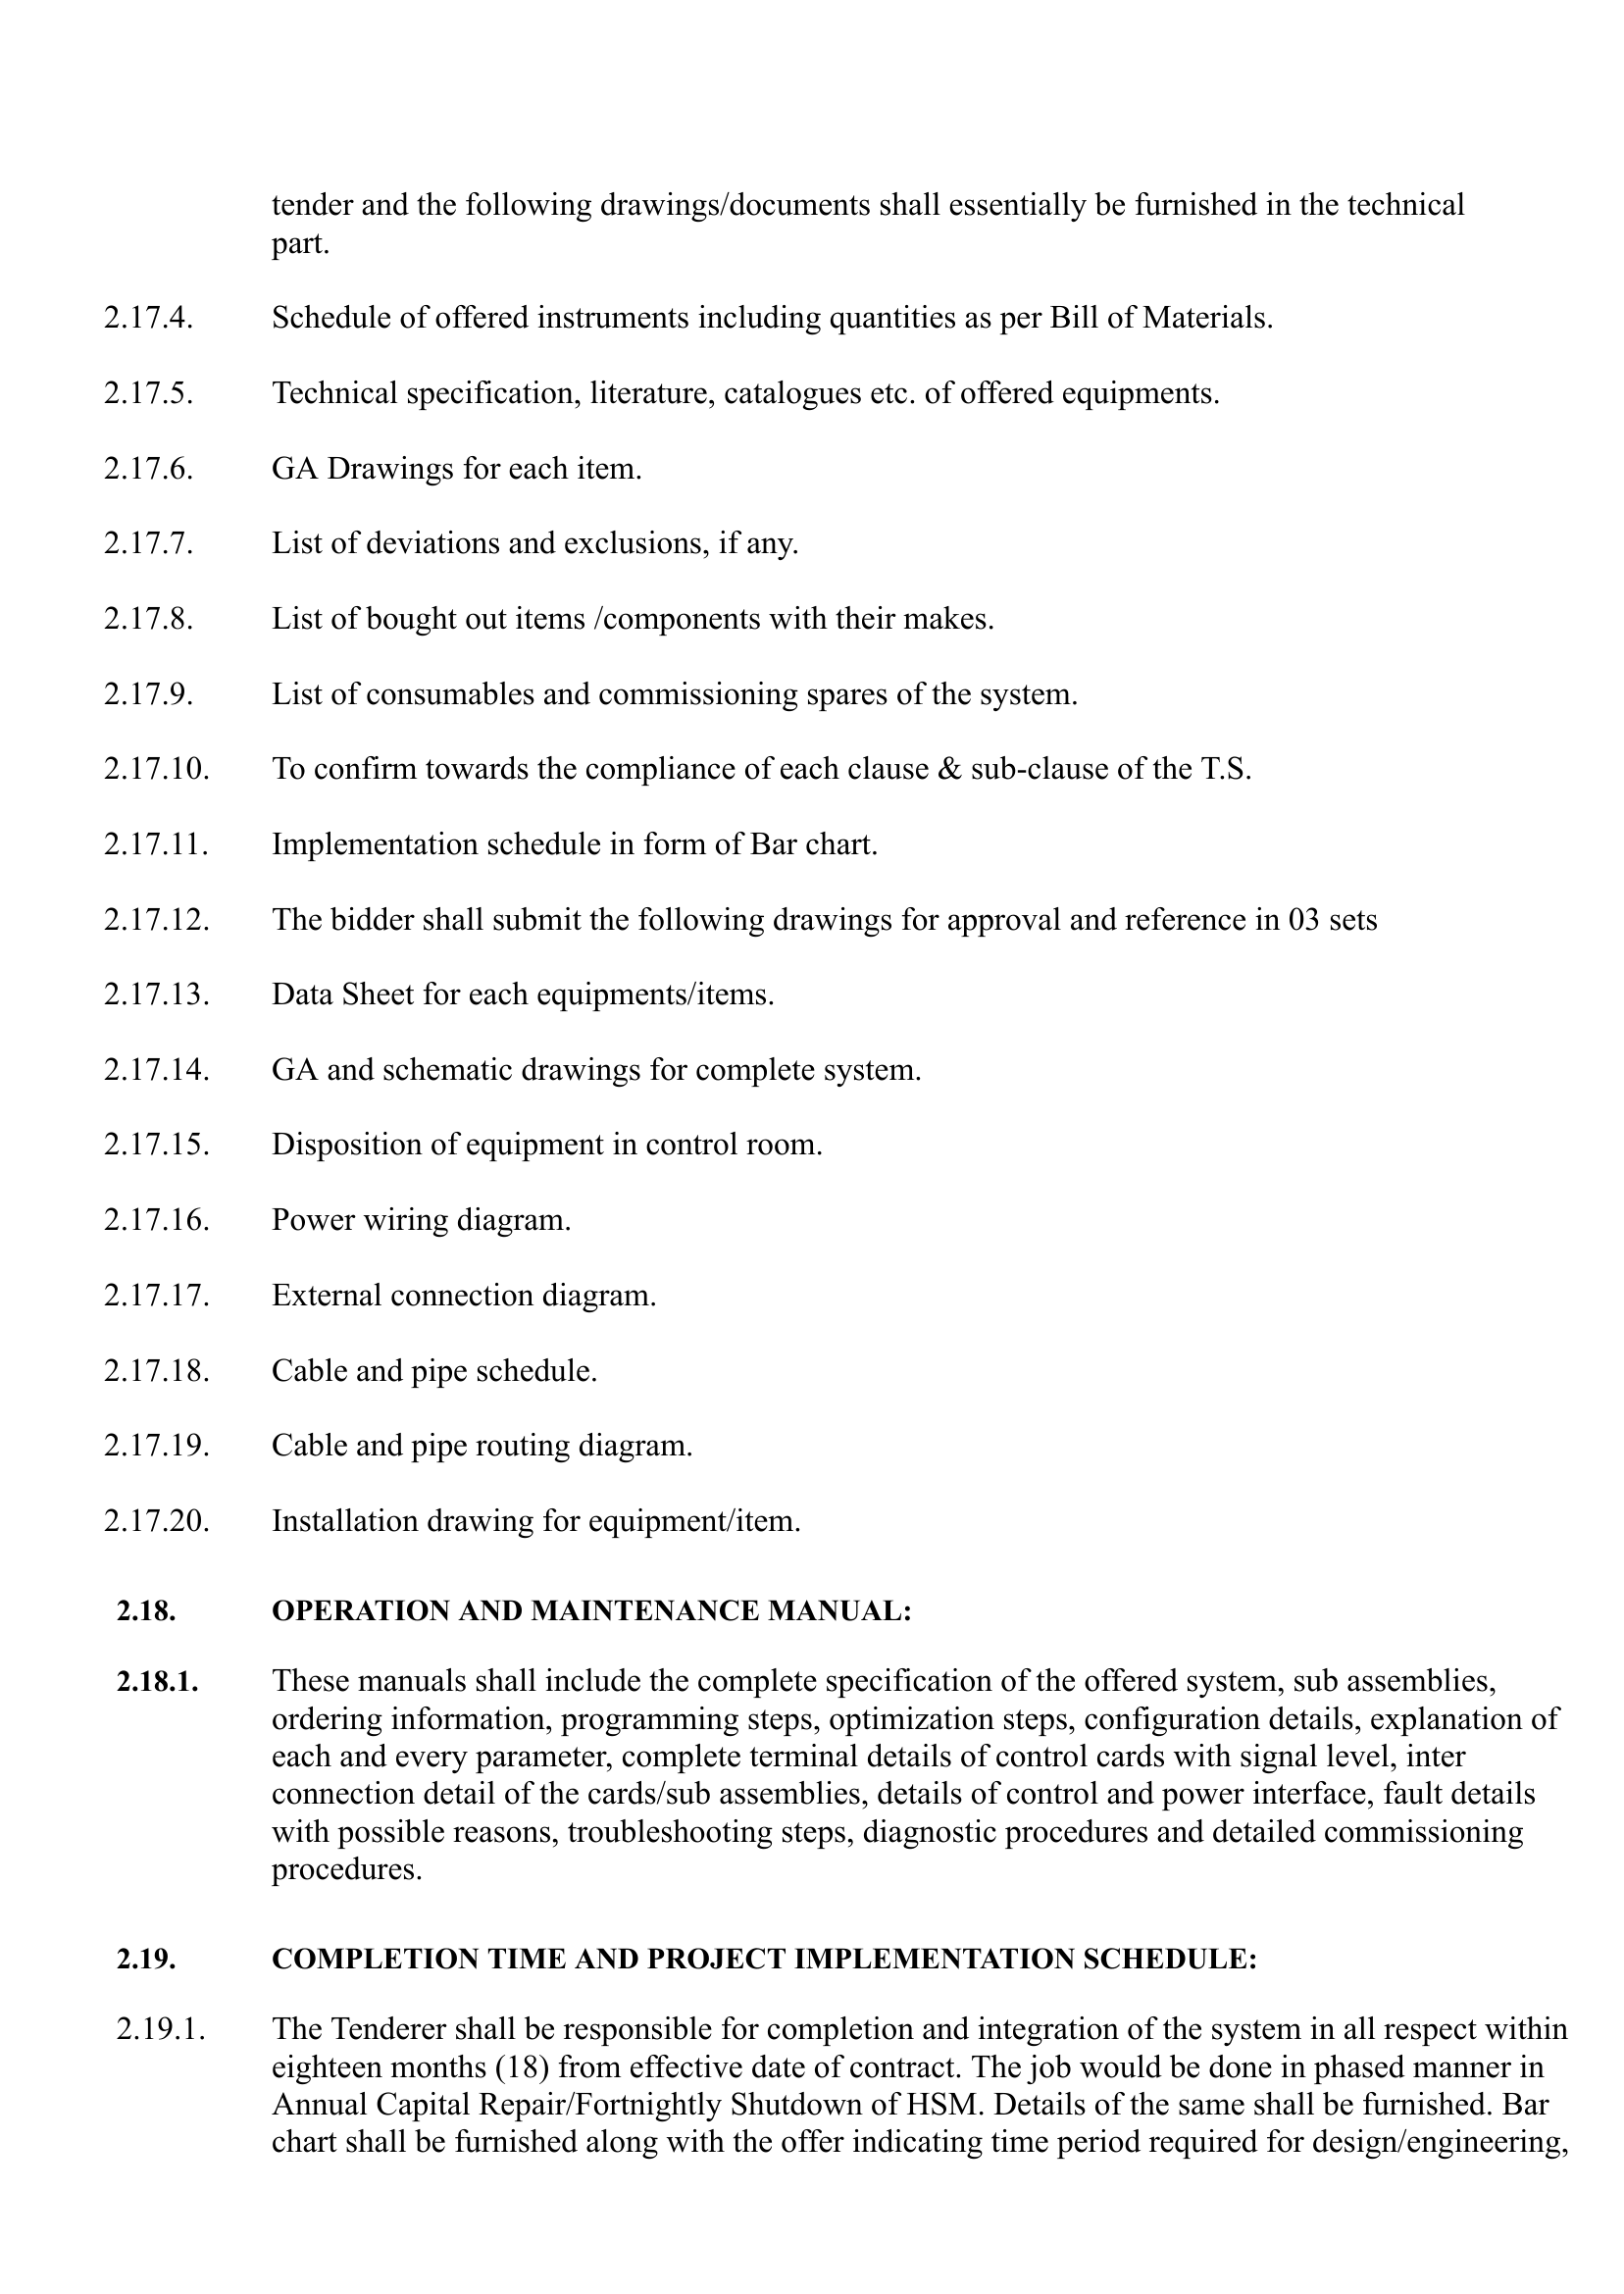 tender and the following drawings/documents shall essentially be furnished in the technical
part.
2.17.4. Schedule of offered instruments including quantities as per Bill of Materials.
2.17.5. Technical specification, literature, catalogues etc. of offered equipments.
2.17.6. GA Drawings for each item.
2.17.7. List of deviations and exclusions, if any.
2.17.8. List of bought out items /components with their makes.
2.17.9. List of consumables and commissioning spares of the system.
2.17.10. To confirm towards the compliance of each clause & sub-clause of the T.S.
2.17.11. Implementation schedule in form of Bar chart.
2.17.12. The bidder shall submit the following drawings for approval and reference in 03 sets
2.17.13. Data Sheet for each equipments/items.
2.17.14. GA and schematic drawings for complete system.
2.17.15. Disposition of equipment in control room.
2.17.16. Power wiring diagram.
2.17.17. External connection diagram.
2.17.18. Cable and pipe schedule.
2.17.19. Cable and pipe routing diagram.
2.17.20. Installation drawing for equipment/item.
2.18. OPERATION AND MAINTENANCE MANUAL:
2.18.1. These manuals shall include the complete specification of the offered system, sub assemblies,
ordering information, programming steps, optimization steps, configuration details, explanation of
each and every parameter, complete terminal details of control cards with signal level, inter
connection detail of the cards/sub assemblies, details of control and power interface, fault details
with possible reasons, troubleshooting steps, diagnostic procedures and detailed commissioning
procedures.
2.19. COMPLETION TIME AND PROJECT IMPLEMENTATION SCHEDULE:
2.19.1. The Tenderer shall be responsible for completion and integration of the system in all respect within
eighteen months (18) from effective date of contract. The job would be done in phased manner in
Annual Capital Repair/Fortnightly Shutdown of HSM. Details of the same shall be furnished. Bar
chart shall be furnished along with the offer indicating time period required for design/engineering,